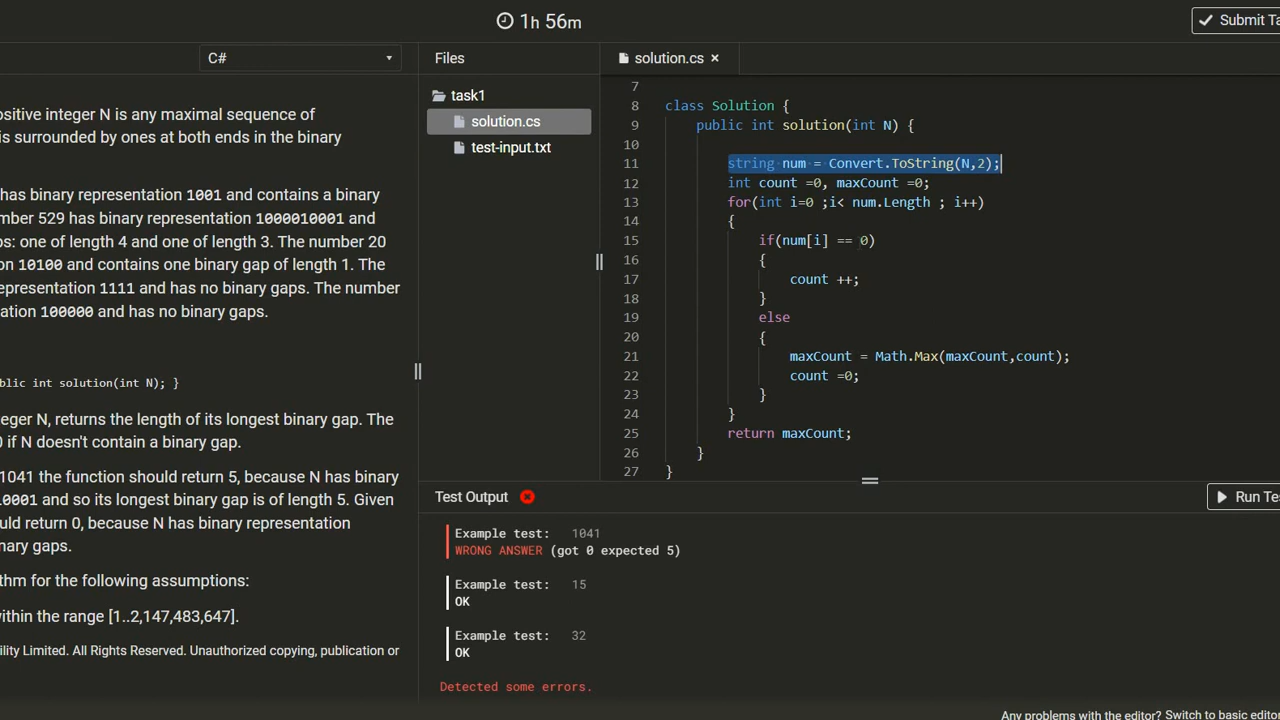 1h 56m
Submit Ta
C#
Files
solution.cs ×
ositive integer N is any maximal sequence of
is surrounded by ones at both ends in the binary
has binary representation 1001 and contains a binary
mber 529 has binary representation 1000010001 and
ps: one of length 4 and one of length 3. The number 20
on 10100 and contains one binary gap of length 1. The
epresentation 1111 and has no binary gaps. The number
tation 100000 and has no binary gaps.
blic int solution(int N); }
eger N, returns the length of its longest binary gap. The
0 if N doesn't contain a binary gap.
1041 the function should return 5, because N has binary
10001 and so its longest binary gap is of length 5. Given
uld return 0, because N has binary representation
nary gaps.
thm for the following assumptions:
within the range [1..2,147,483,647].
ility Limited. All Rights Reserved. Unauthorized copying, publication or
task1
solution.cs
test-input.txt
7
8 class Solution {
9 public int solution(int N) {
10
11 string num = Convert.ToString(N,2);
12 int count =0, maxCount =0;
13 for(int i=0 ;i< num.Length ; i++)
14 {
15 if(num[i] == 0)
16 {
17 count ++;
18 }
19 else
20 {
21 maxCount = Math.Max(maxCount,count);
22 count =0;
23 }
24 }
25 return maxCount;
26 }
27 }
Test Output
Run Te
Example test: 1041
WRONG ANSWER (got 0 expected 5)
Example test: 15
OK
Example test: 32
OK
Detected some errors.
Any problems with the editor? Switch to basic editor